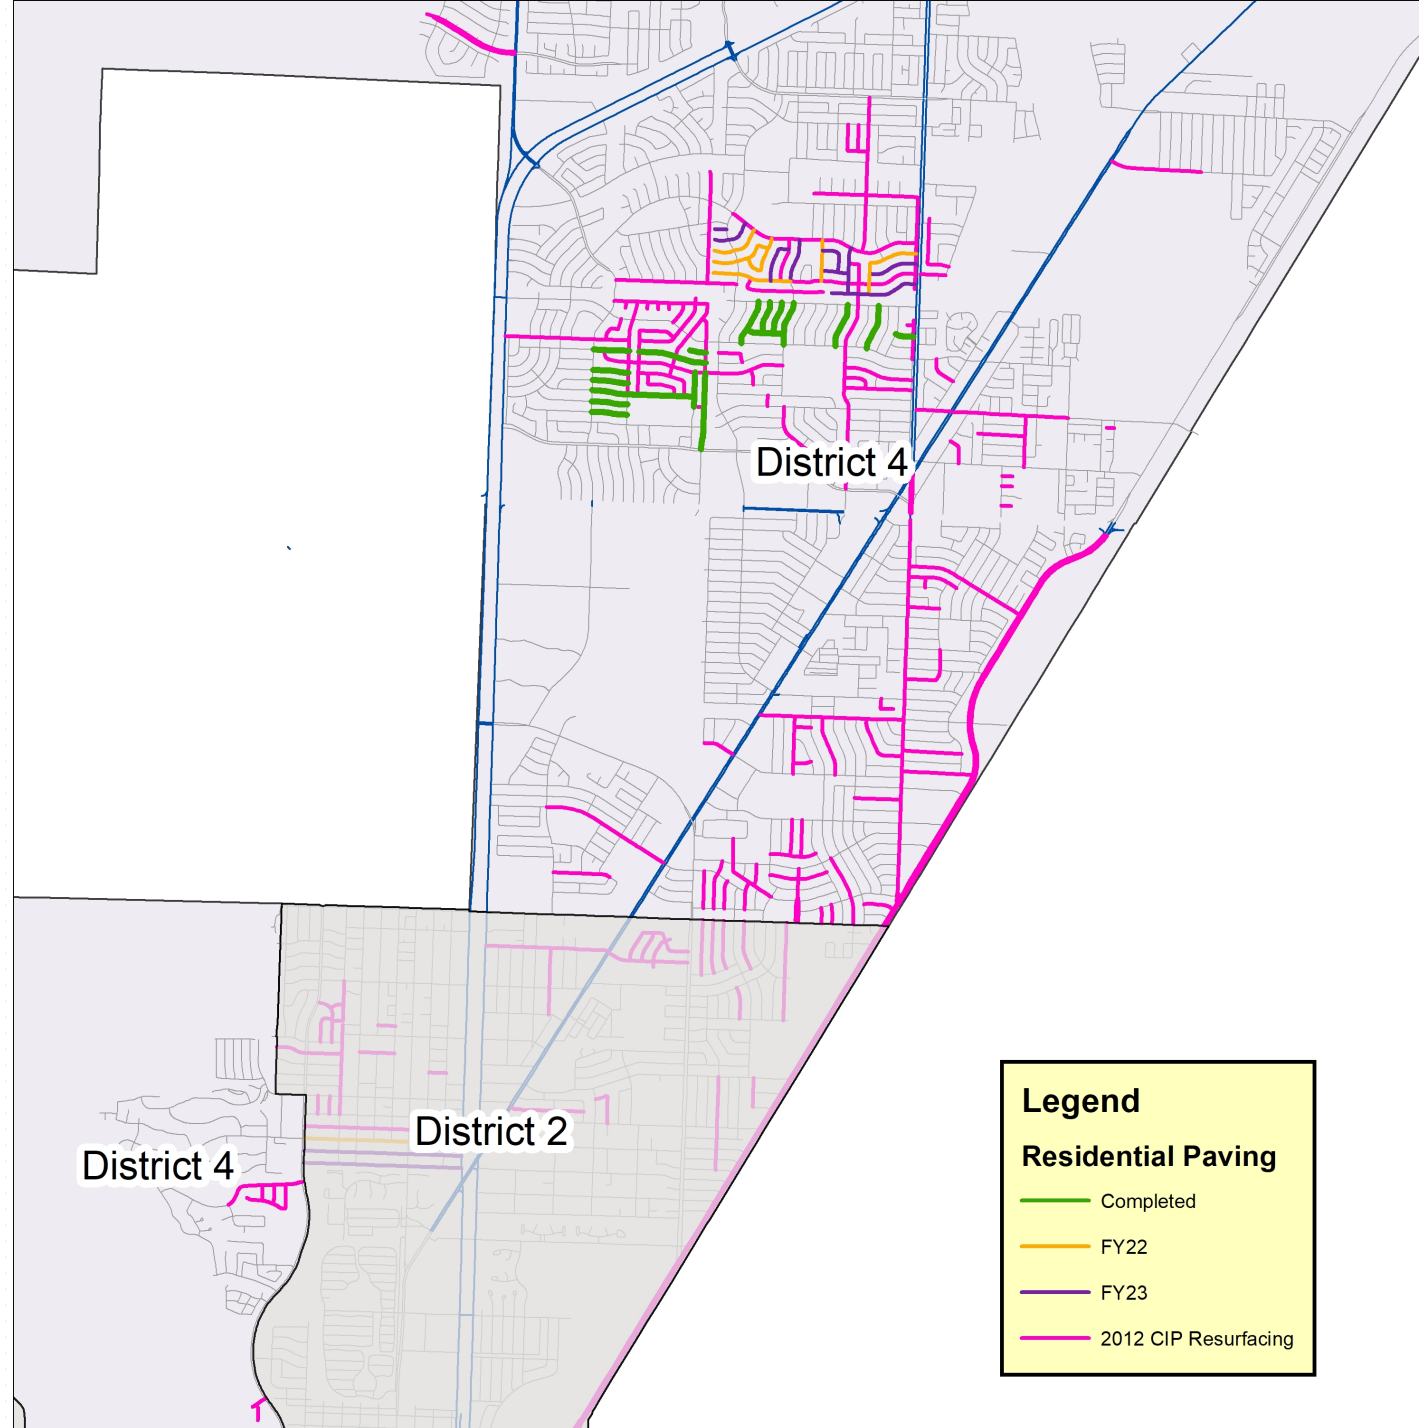 District 4
District 2
District 4
Legend
Residential Paving
Completed
FY22
FY23
2012 CIP Resurfacing